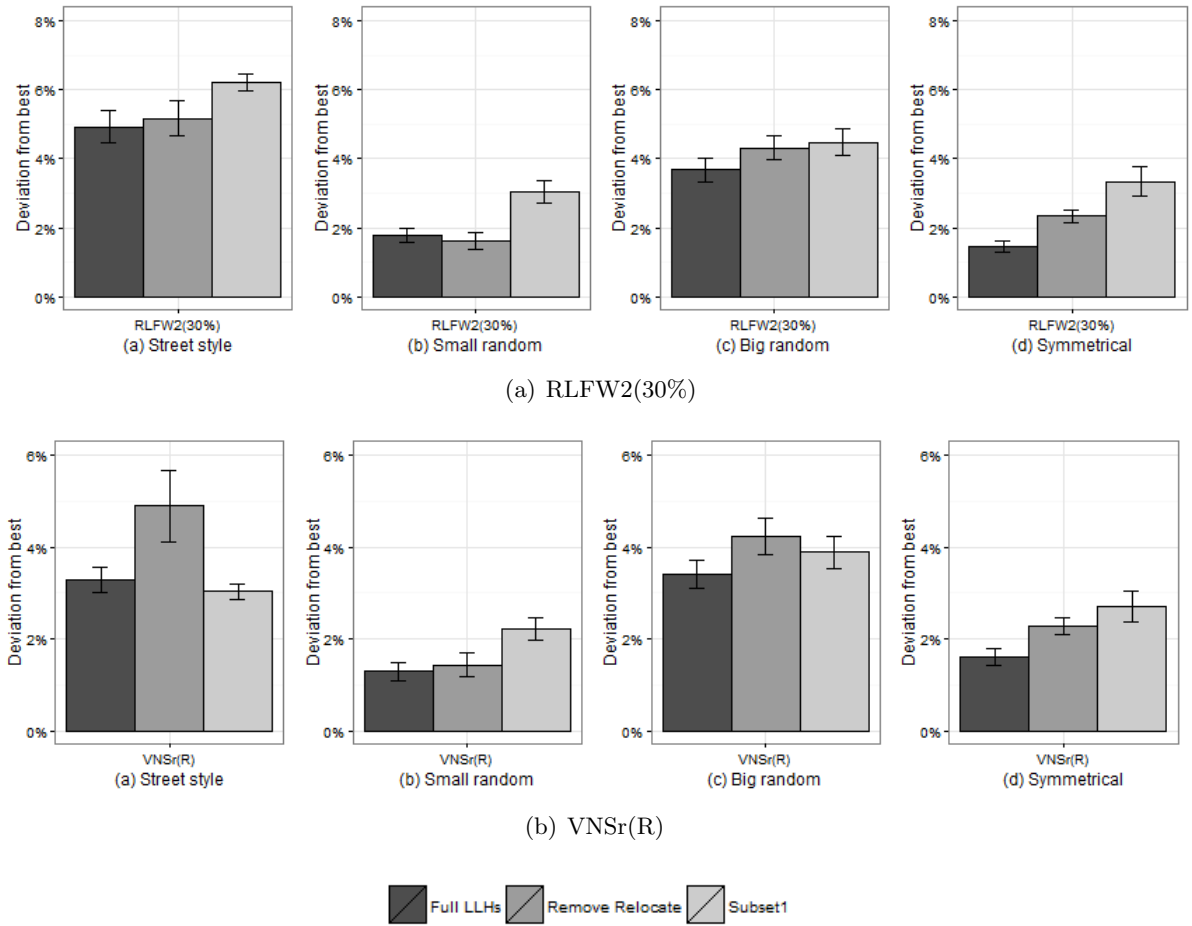 8%
6%
4%
2%
0%
Deviation from best
RLFW2(30%)
(a) Street style
8%
6%
4%
2%
0%
Deviation from best
RLFW2(30%)
(b) Small random
8%
6%
4%
2%
0%
Deviation from best
RLFW2(30%)
(c) Big random
8%
6%
4%
2%
0%
Deviation from best
RLFW2(30%)
(d) Symmetrical
(a) RLFW2(30%)
6%
4%
2%
0%
Deviation from best
VNSr(R)
(a) Street style
6%
4%
2%
0%
Deviation from best
VNSr(R)
(b) Small random
6%
4%
2%
0%
Deviation from best
VNSr(R)
(c) Big random
6%
4%
2%
0%
Deviation from best
VNSr(R)
(d) Symmetrical
(b) VNSr(R)
Full LLHs Remove Relocate Subset1